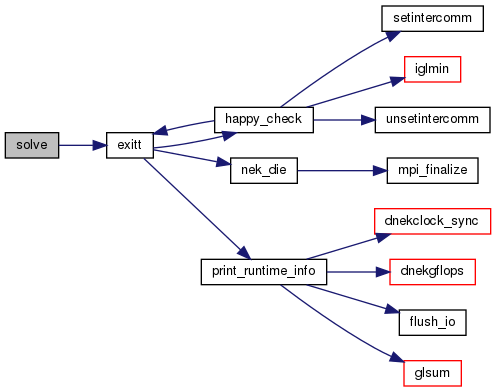 solve
exitt
happy_check
setintercomm
iglmin
unsetintercomm
nek_die
mpi_finalize
print_runtime_info
dnekclock_sync
dnekgflops
flush_io
glsum